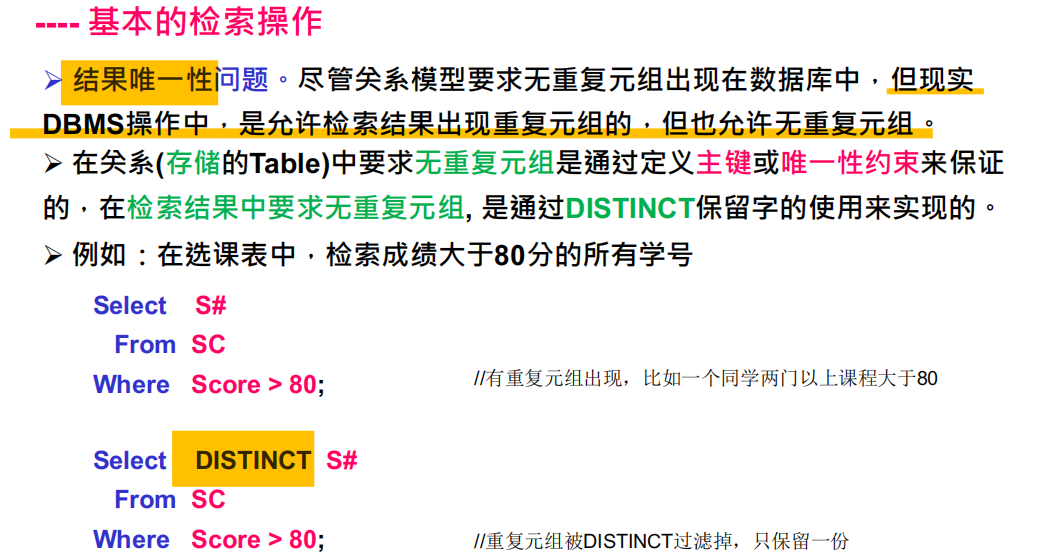 ---- 基本的检索操作
➢ 结果唯一性问题。尽管关系模型要求无重复元组出现在数据库中，但现实
DBMS操作中，是允许检索结果出现重复元组的，但也允许无重复元组。
➢ 在关系(存储的Table)中要求无重复元组是通过定义主键或唯一性约束来保证
的，在检索结果中要求无重复元组, 是通过DISTINCT保留字的使用来实现的。
➢ 例如：在选课表中，检索成绩大于80分的所有学号
Select S#
From SC
Where Score > 80; //有重复元组出现，比如一个同学两门以上课程大于80
Select DISTINCT S#
From SC
Where Score > 80; //重复元组被DISTINCT过滤掉，只保留一份